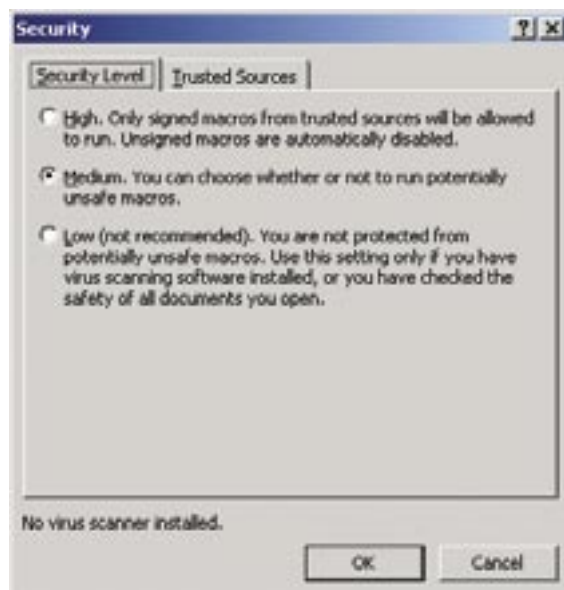 Security
Security Level
Trusted Sources
High. Only signed macros from trusted sources will be allowed
to run. Unsigned macros are automatically disabled.
Medium. You can choose whether or not to run potentially
unsafe macros.
Low (not recommended). You are not protected from
potentially unsafe macros. Use this setting only if you have
virus scanning software installed, or you have checked the
safety of all documents you open.
No virus scanner installed.
OK
Cancel